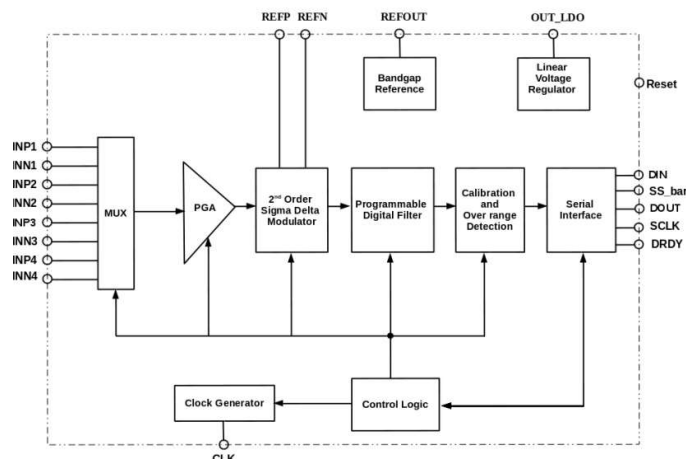 REFP REFN REFOUT OUT_LDO
Bandgap
Reference
Linear
Voltage
Regulator
Reset
INP1
INN1
INP2
INN2
INP3
INN3
INP4
INN4
MUX
PGA
2nd Order
Sigma Delta
Modulator
Programmable
Digital Filter
Calibration
and
Over range
Detection
Serial
Interface
DIN
SS_bar
DOUT
SCLK
DRDY
Clock Generator
Control Logic
CLK